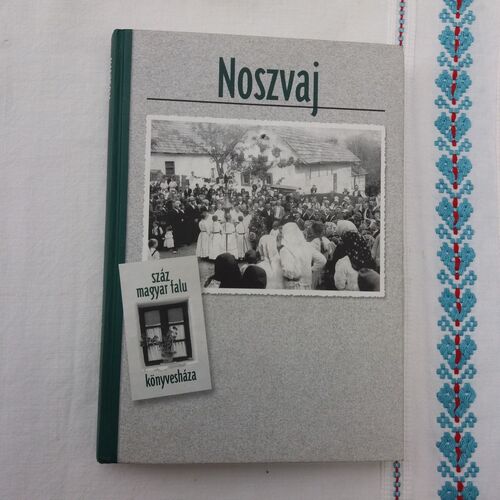 Noszvaj
száz
magyar falu
könyvesháza